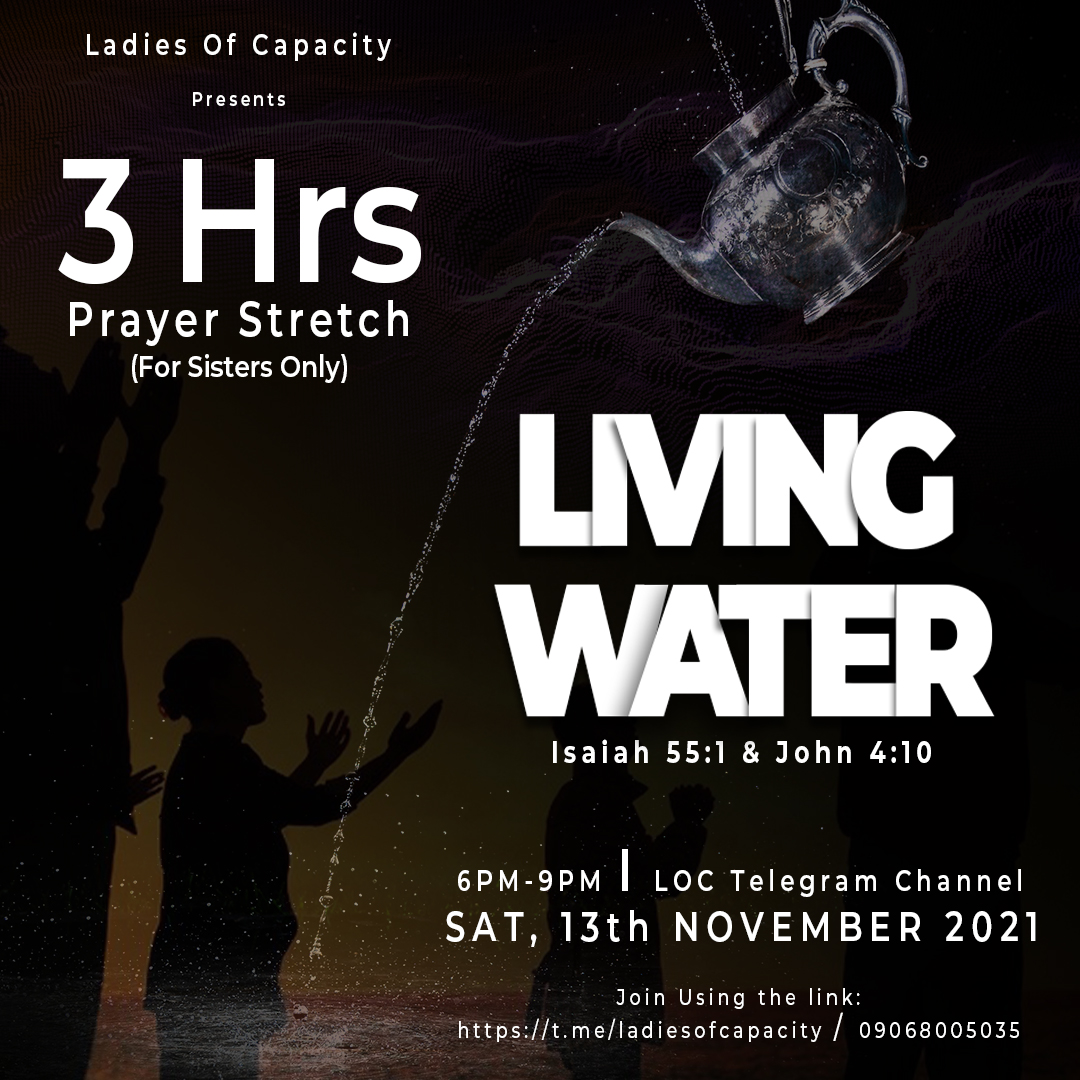 Ladies Of Capacity
Presents
3 Hrs
Prayer Stretch
(For Sisters Only)
LIVING
WATER
Isaiah 55:1 & John 4:10
6PM-9PM | LOC Telegram Channel
SAT, 13th NOVEMBER 2021
Join Using the link:
https://t.me/ladiesofcapacity / 09068005035